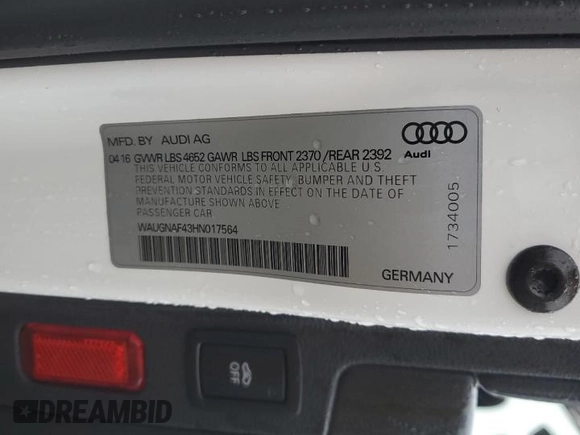 MFD. BY AUDI AG
Audi
04 16 GVWR LBS 4652 GAWR LBS FRONT 2370 /REAR 2392
THIS VEHICLE CONFORMS TO ALL APPLICABLE U.S.
FEDERAL MOTOR VEHICLE SAFETY, BUMPER AND THEFT
PREVENTION STANDARDS IN EFFECT ON THE DATE OF
MANUFACTURE SHOWN ABOVE
PASSENGER CAR
WAUGNAF43HN017564
1734005
GERMANY
OFF
DREAMBID